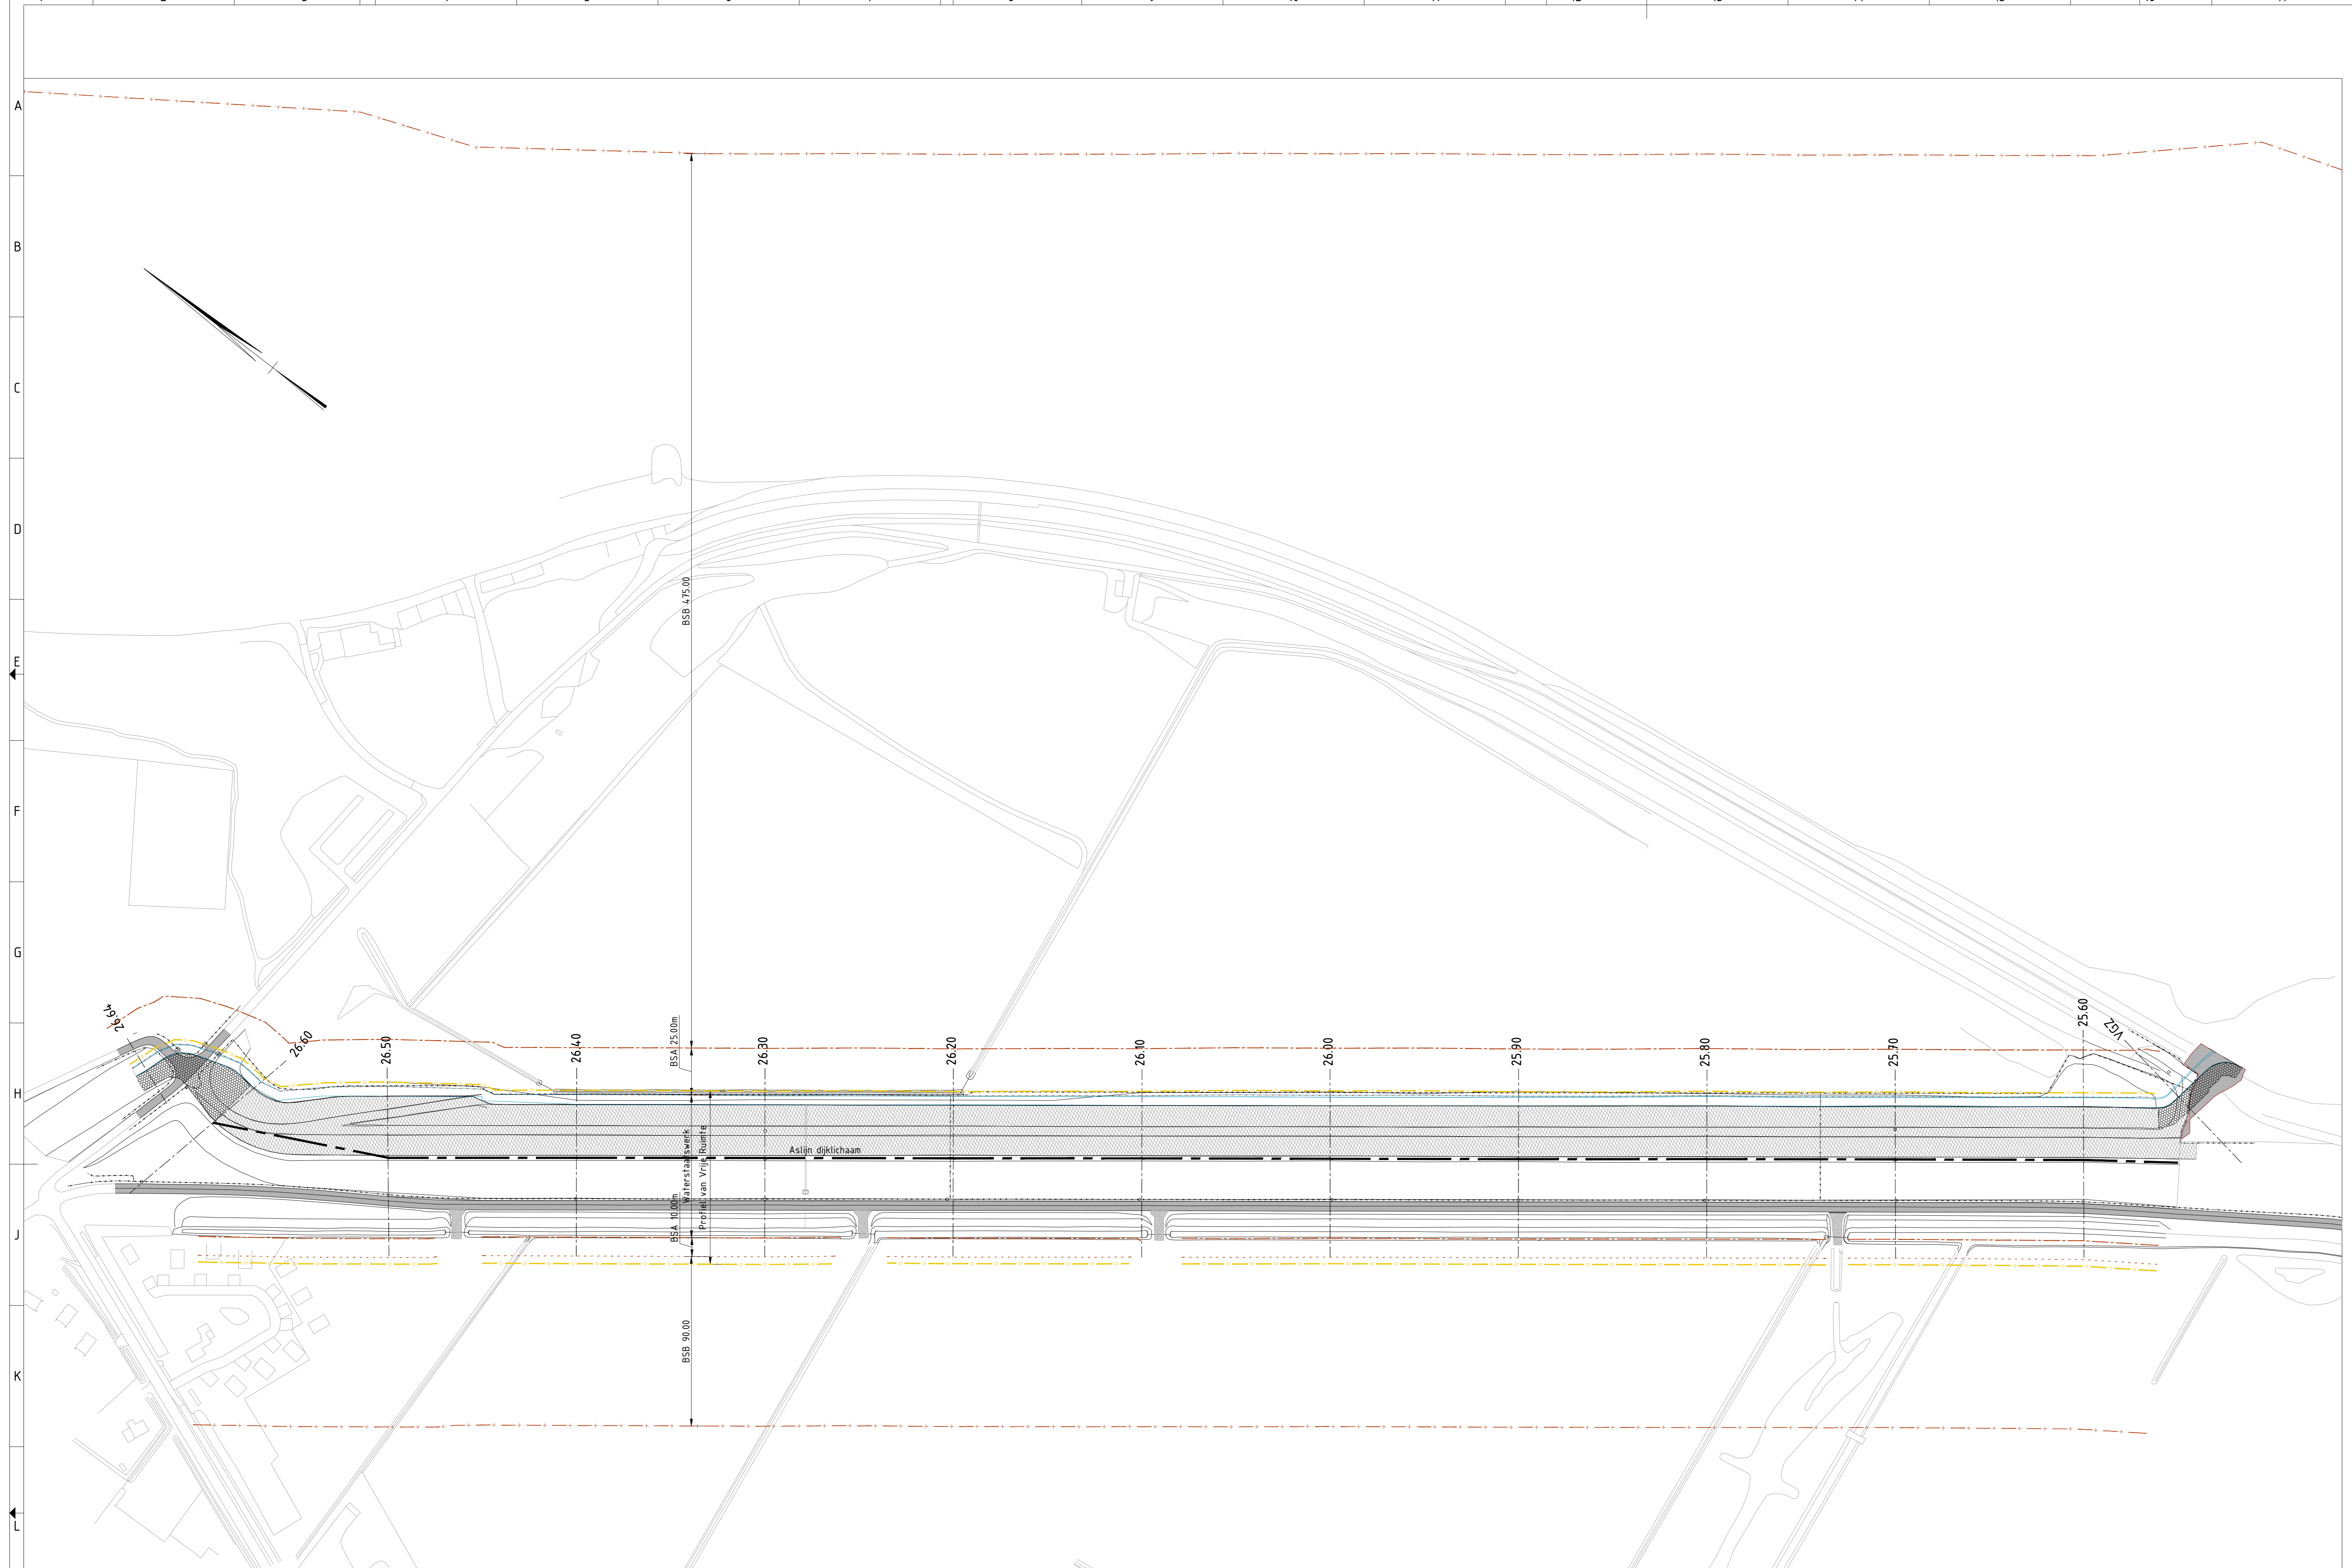 A
B
C
D
E
F
G
H
J
K
L
BSB 475.00
BSA 25.00m
26.64
26.60
26.50
26.40
26.30
26.20
26.10
26.00
25.90
25.80
25.70
25.60
VGZ
Waterstaatswerk
Profiel van Vrije Ruimte
Aslijn dijklichaam
BSA 10.00m
BSB 90.00